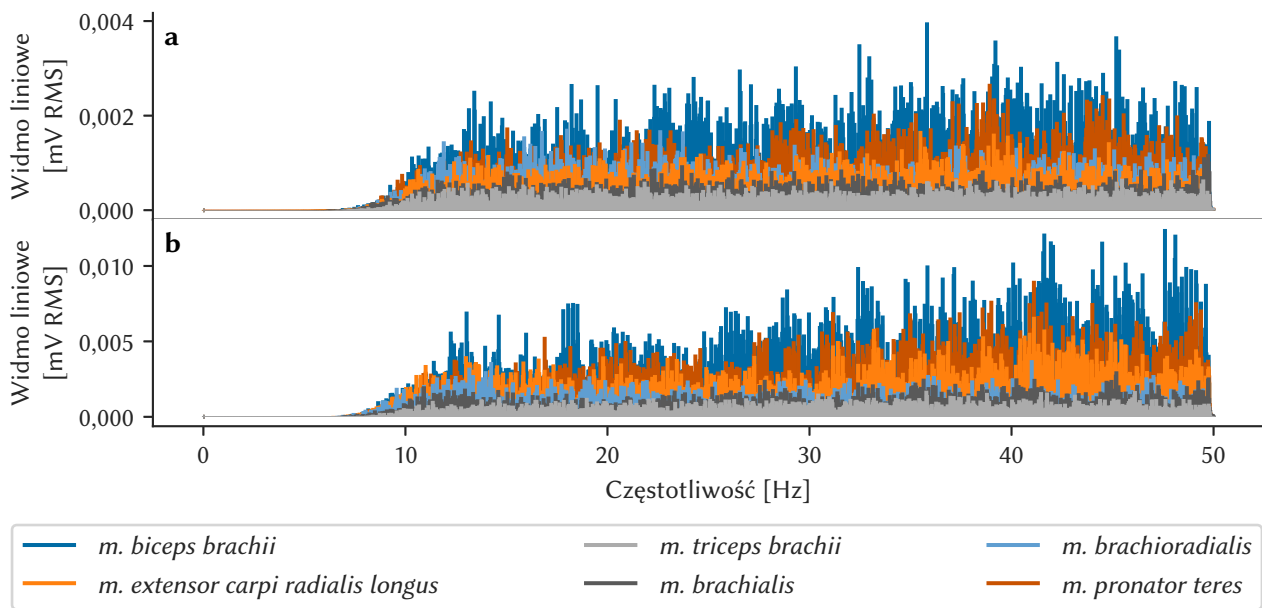 Widmo liniowe
[mV RMS]
0,004
0,002
0,000
a
Widmo liniowe
[mV RMS]
0,010
0,005
0,000
b
0 10 20 30 40 50
Częstotliwość [Hz]
m. biceps brachii
m. triceps brachii
m. brachioradialis
m. extensor carpi radialis longus
m. brachialis
m. pronator teres